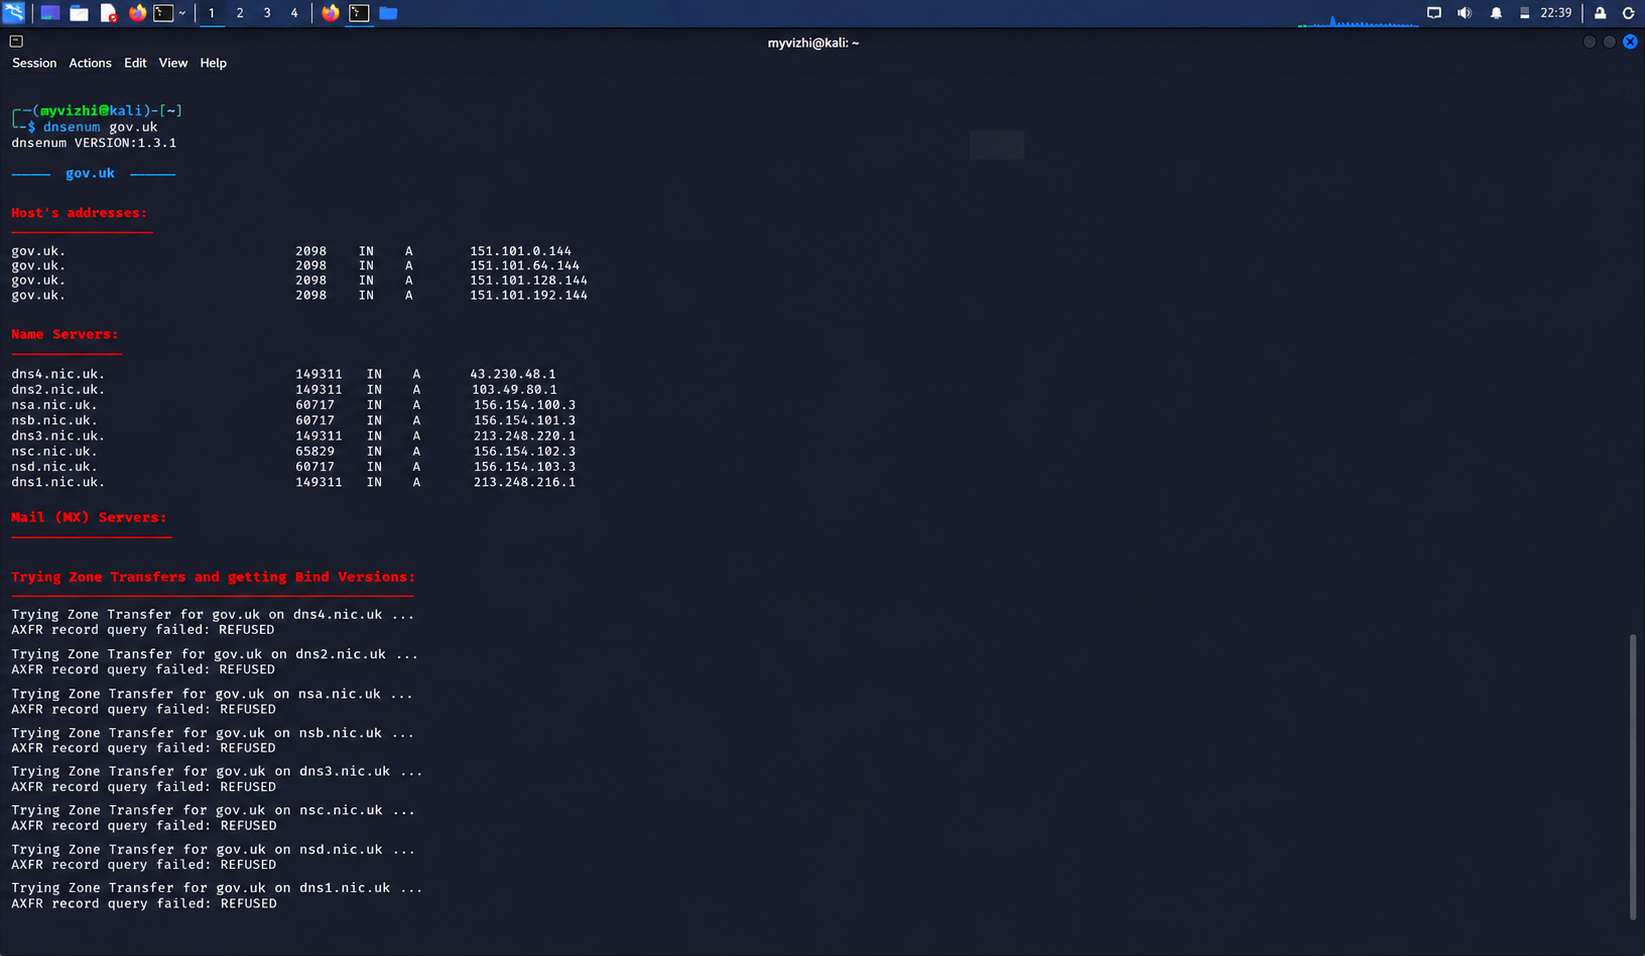 1 2 3 4 22:39
myvizhi@kali: ~
Session Actions Edit View Help
┌─(myvizhi@kali)-[~]
└─$ dnsenum gov.uk
dnsenum VERSION:1.3.1
───── gov.uk ─────
Host's addresses:
gov.uk. 2098 IN A 151.101.0.144
gov.uk. 2098 IN A 151.101.64.144
gov.uk. 2098 IN A 151.101.128.144
gov.uk. 2098 IN A 151.101.192.144
Name Servers:
dns4.nic.uk. 149311 IN A 43.230.48.1
dns2.nic.uk. 149311 IN A 103.49.80.1
nsa.nic.uk. 60717 IN A 156.154.100.3
nsb.nic.uk. 60717 IN A 156.154.101.3
dns3.nic.uk. 149311 IN A 213.248.220.1
nsc.nic.uk. 65829 IN A 156.154.102.3
nsd.nic.uk. 60717 IN A 156.154.103.3
dns1.nic.uk. 149311 IN A 213.248.216.1
Mail (MX) Servers:
Trying Zone Transfers and getting Bind Versions:
Trying Zone Transfer for gov.uk on dns4.nic.uk ...
AXFR record query failed: REFUSED
Trying Zone Transfer for gov.uk on dns2.nic.uk ...
AXFR record query failed: REFUSED
Trying Zone Transfer for gov.uk on nsa.nic.uk ...
AXFR record query failed: REFUSED
Trying Zone Transfer for gov.uk on nsb.nic.uk ...
AXFR record query failed: REFUSED
Trying Zone Transfer for gov.uk on dns3.nic.uk ...
AXFR record query failed: REFUSED
Trying Zone Transfer for gov.uk on nsc.nic.uk ...
AXFR record query failed: REFUSED
Trying Zone Transfer for gov.uk on nsd.nic.uk ...
AXFR record query failed: REFUSED
Trying Zone Transfer for gov.uk on dns1.nic.uk ...
AXFR record query failed: REFUSED